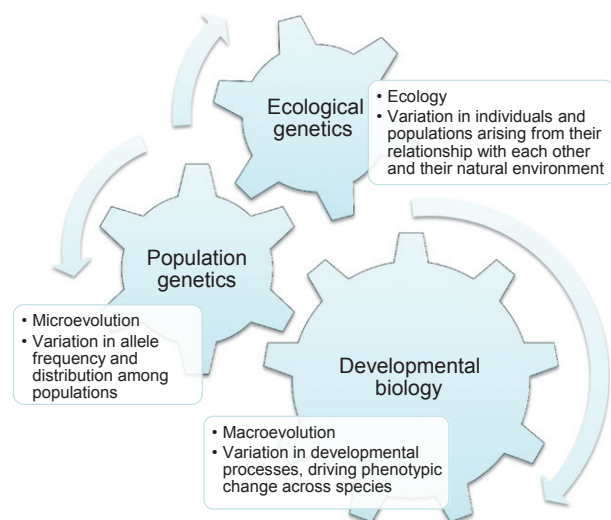 Ecological
genetics
• Ecology
• Variation in individuals and
populations arising from their
relationship with each other
and their natural environment
Population
genetics
• Microevolution
• Variation in allele
frequency and
distribution among
populations
Developmental
biology
• Macroevolution
• Variation in developmental
processes, driving phenotypic
change across species